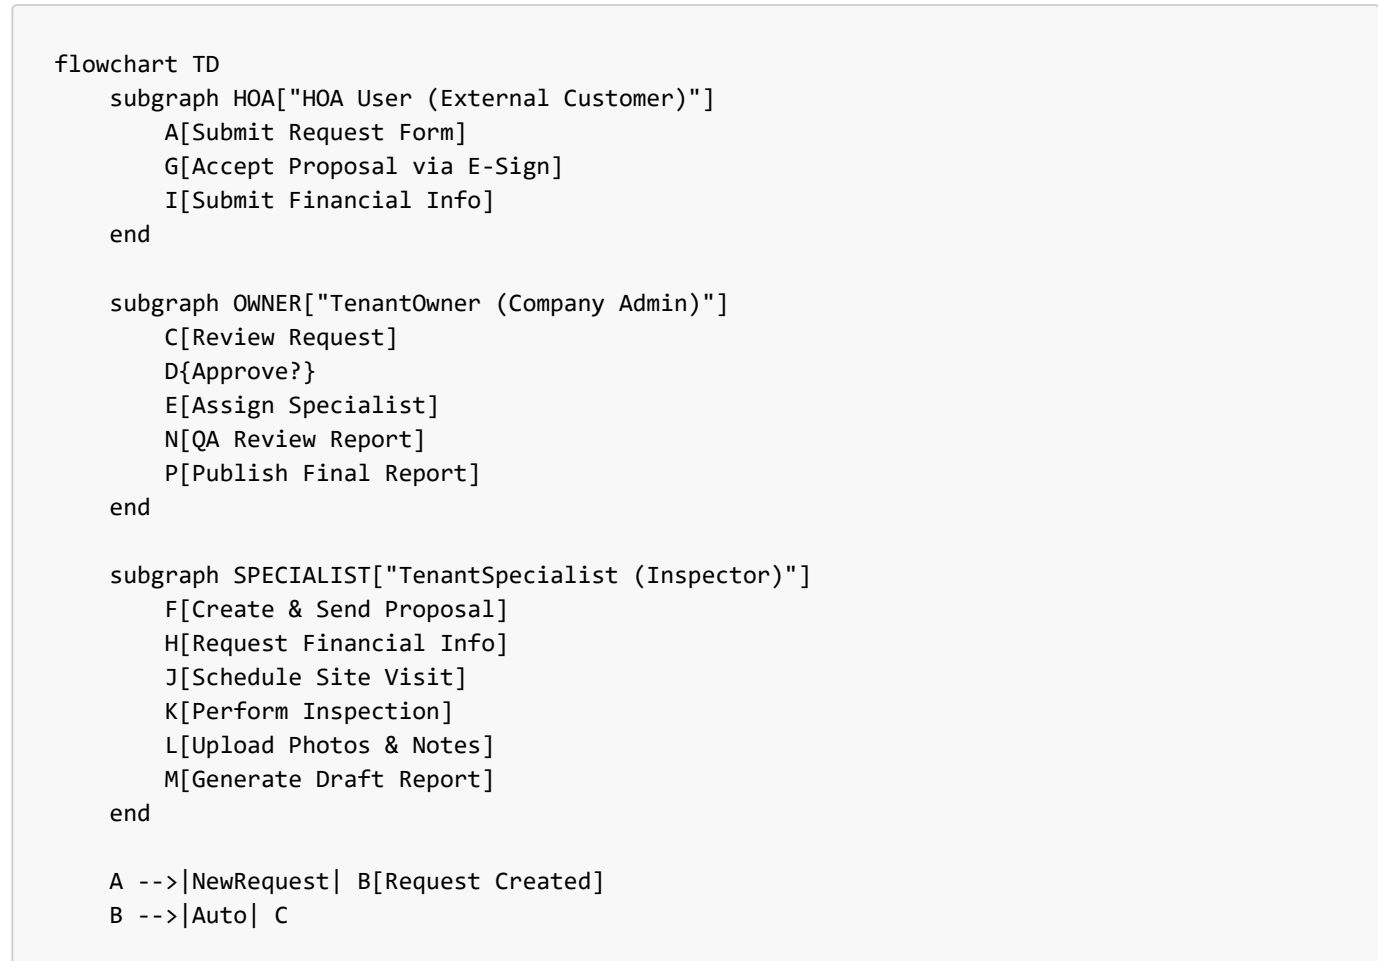 flowchart TD
    subgraph HOA["HOA User (External Customer)"]
        A[Submit Request Form]
        G[Accept Proposal via E-Sign]
        I[Submit Financial Info]
    end

    subgraph OWNER["TenantOwner (Company Admin)"]
        C[Review Request]
        D{Approve?}
        E[Assign Specialist]
        N[QA Review Report]
        P[Publish Final Report]
    end

    subgraph SPECIALIST["TenantSpecialist (Inspector)"]
        F[Create & Send Proposal]
        H[Request Financial Info]
        J[Schedule Site Visit]
        K[Perform Inspection]
        L[Upload Photos & Notes]
        M[Generate Draft Report]
    end

    A -->|NewRequest| B[Request Created]
    B -->|Auto| C